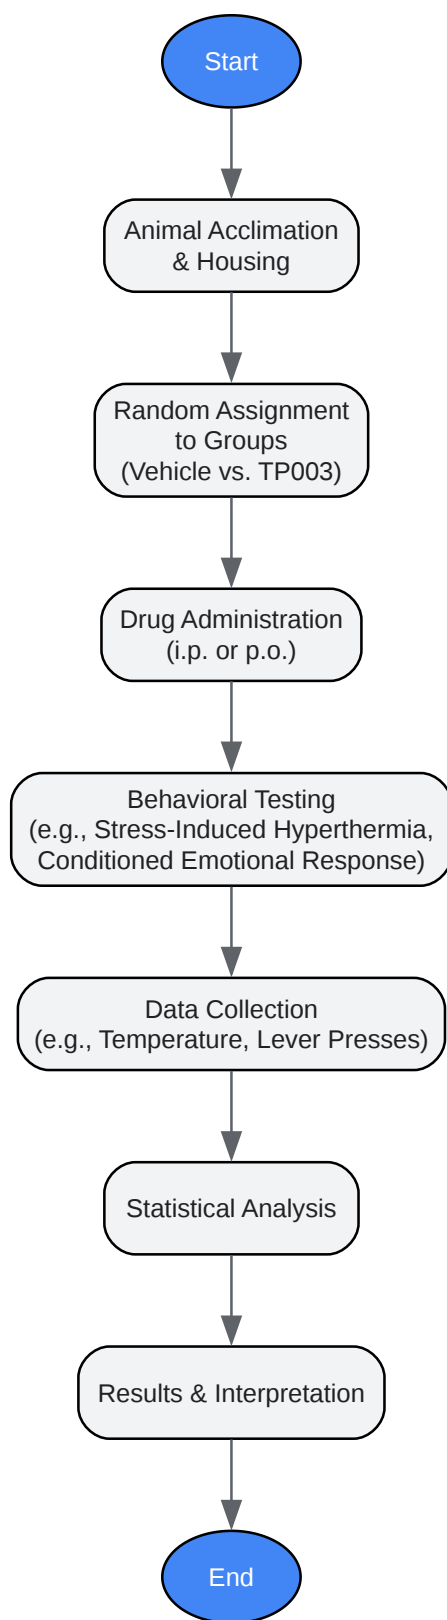 Start
Animal Acclimation
& Housing
Random Assignment
to Groups
(Vehicle vs. TP003)
Drug Administration
(i.p. or p.o.)
Behavioral Testing
(e.g., Stress-Induced Hyperthermia,
Conditioned Emotional Response)
Data Collection
(e.g., Temperature, Lever Presses)
Statistical Analysis
Results & Interpretation
End